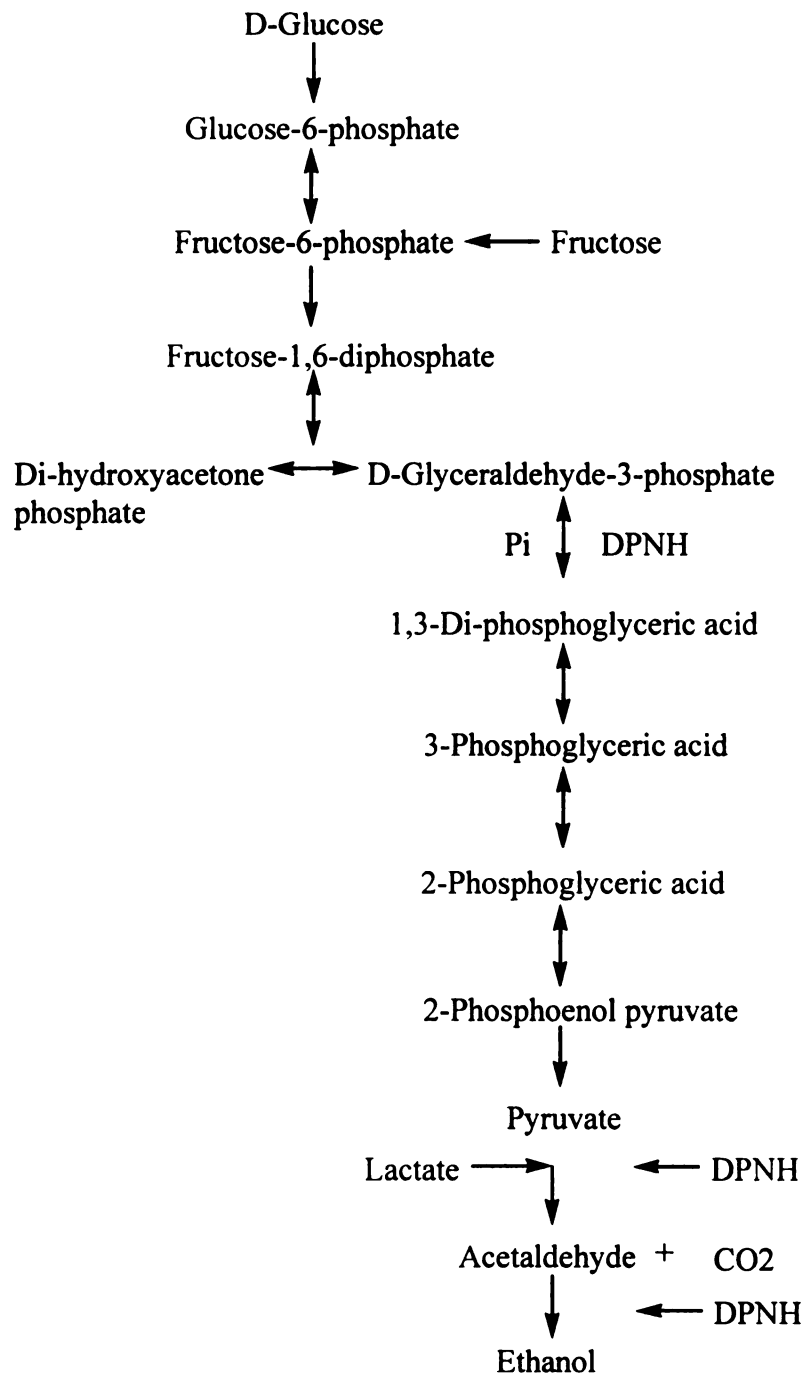 D-Glucose
Glucose-6-phosphate
Fructose-6-phosphate Fructose
Fructose-1,6-diphosphate
Di-hydroxyacetone D-Glyceraldehyde-3-phosphate
phosphate
Pi DPNH
1,3-Di-phosphoglyceric acid
3-Phosphoglyceric acid
2-Phosphoglyceric acid
2-Phosphoenol pyruvate
Pyruvate
Lactate DPNH
Acetaldehyde + CO2
DPNH
Ethanol